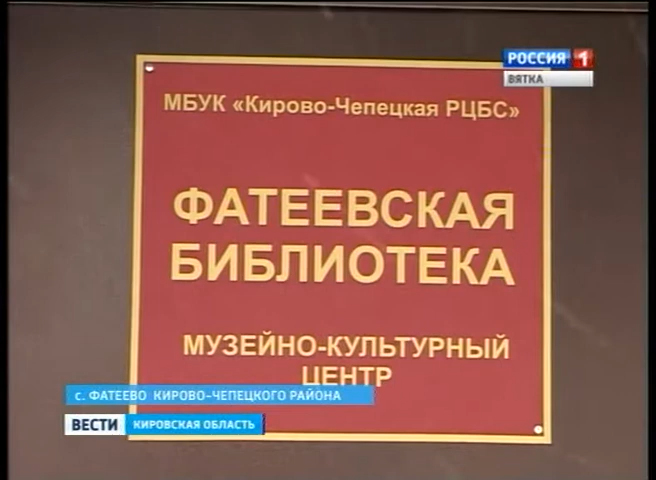 РОССИЯ 1
ВЯТКА
МБУК «Кирово-Чепецкая РЦБС»
ФАТЕЕВСКАЯ
БИБЛИОТЕКА
МУЗЕЙНО-КУЛЬТУРНЫЙ
ЦЕНТР
с. ФАТЕЕВО КИРОВО-ЧЕПЕЦКОГО РАЙОНА
ВЕСТИ КИРОВСКАЯ ОБЛАСТЬ